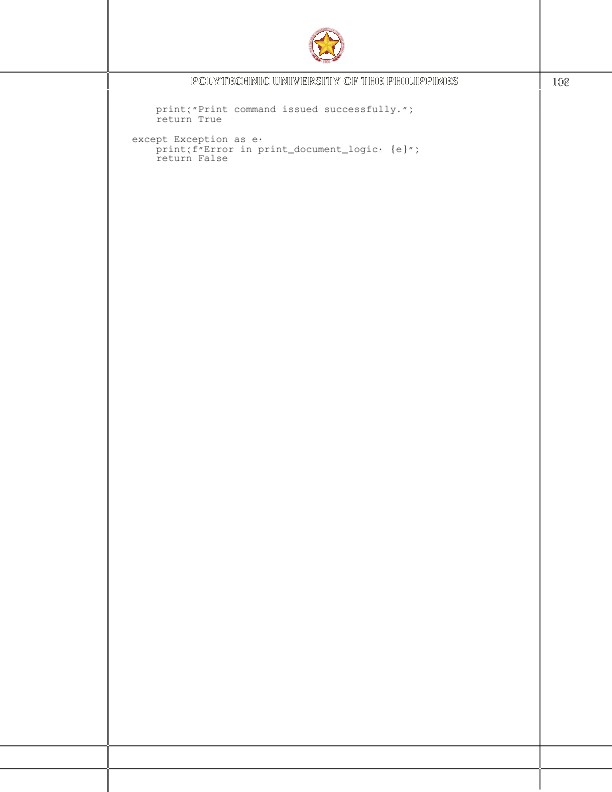 POLYTECHNIC UNIVERSITY OF THE PHILIPPINES
print("Print command issued successfully.")
return True
except Exception as e:
print(f"Error in print_document_logic: {e}")
return False